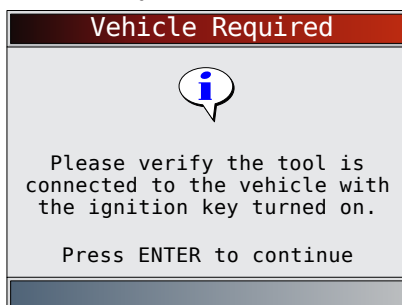 Vehicle Required
i
Please verify the tool is
connected to the vehicle with
the ignition key turned on.
Press ENTER to continue